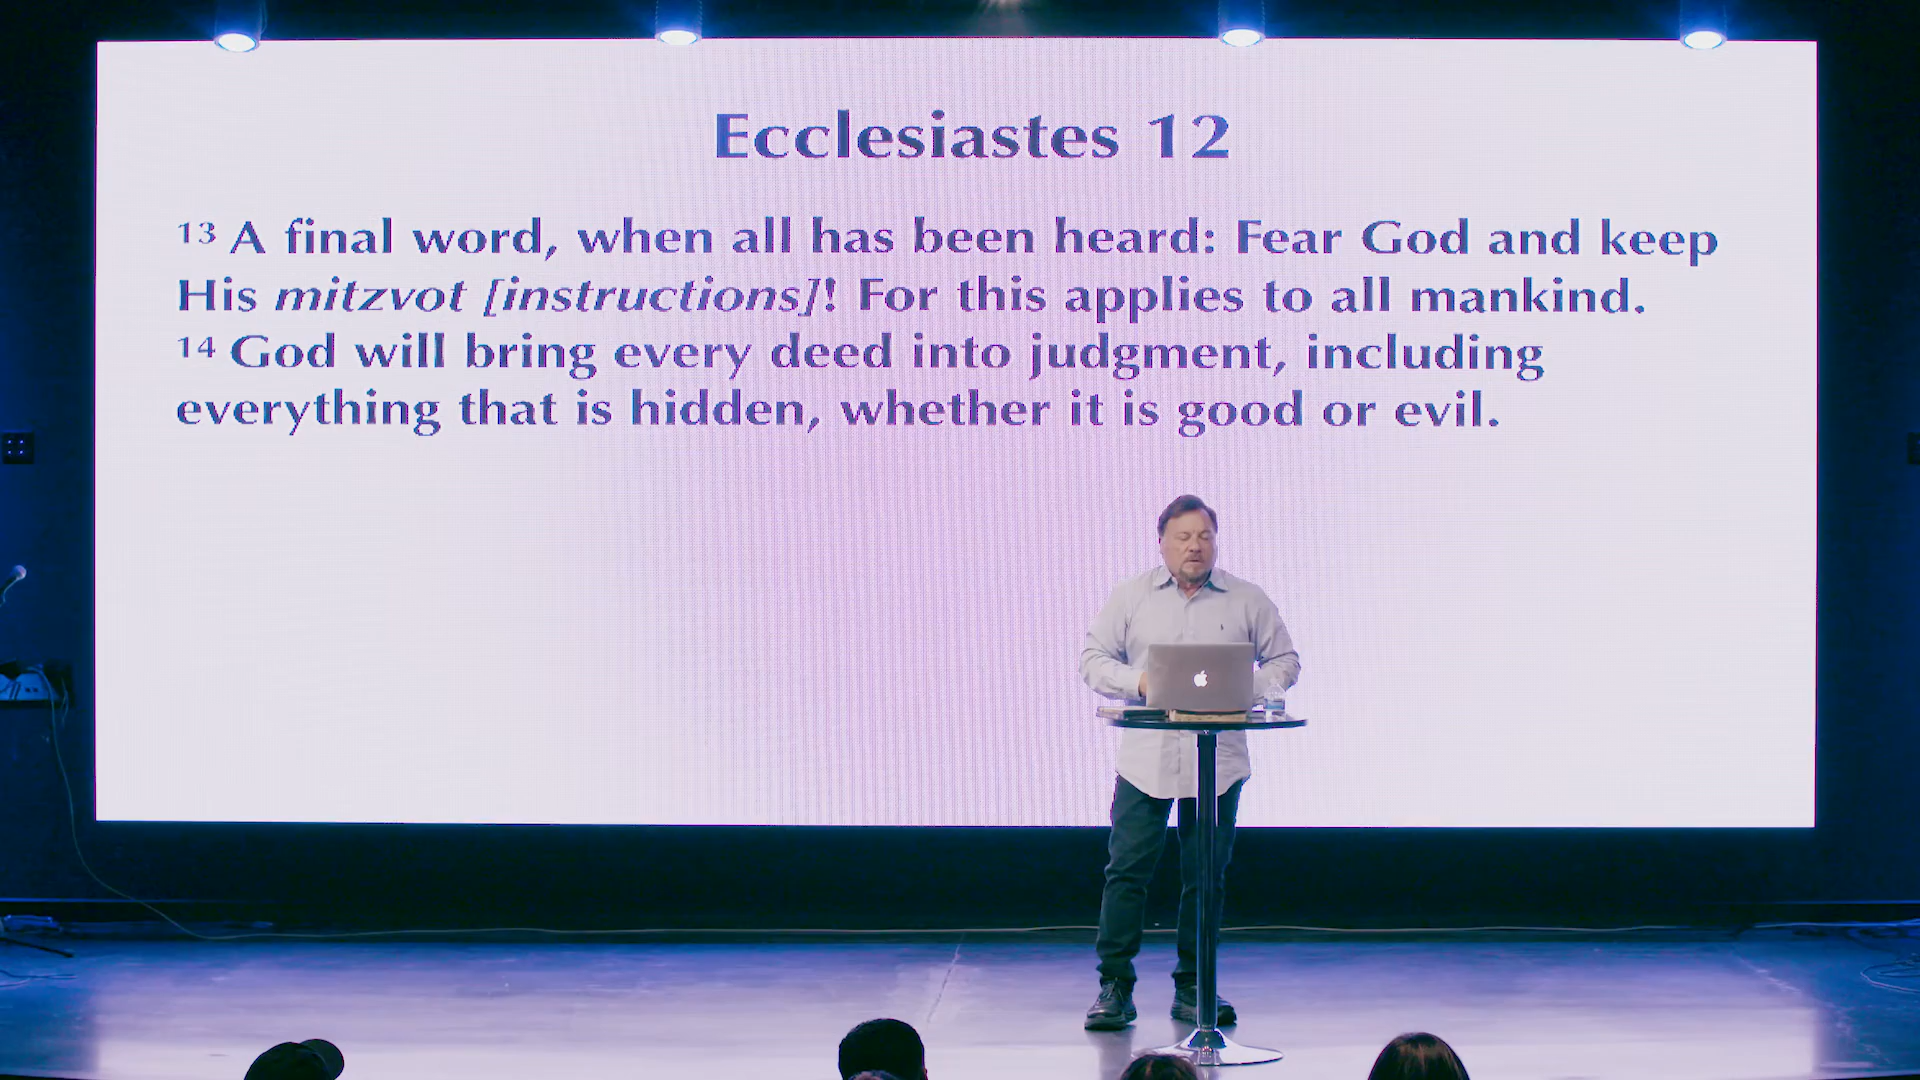 Ecclesiastes 12
13 A final word, when all has been heard: Fear God and keep
His mitzvot [instructions]! For this applies to all mankind.
14 God will bring every deed into judgment, including
everything that is hidden, whether it is good or evil.